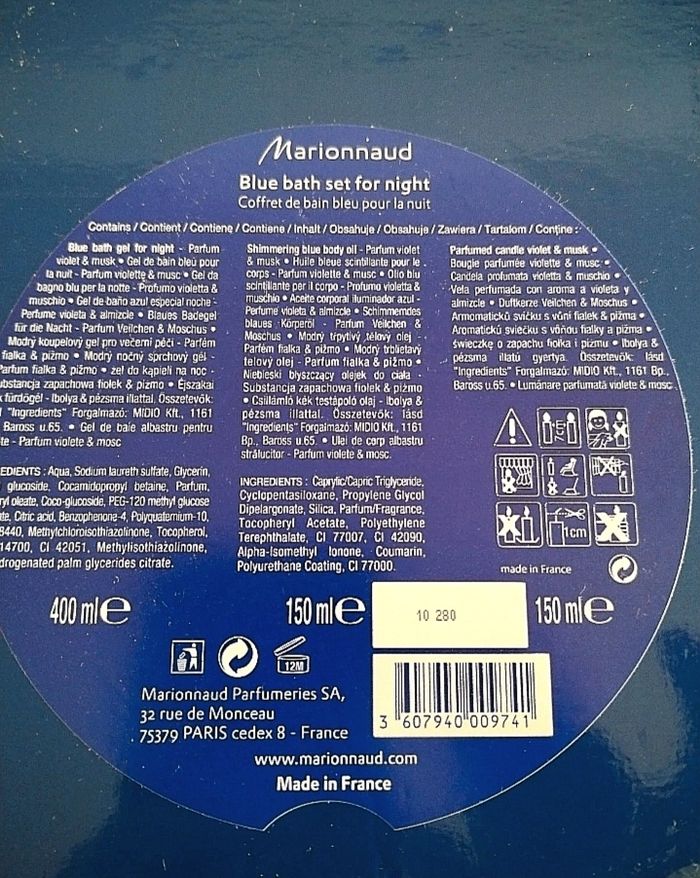 Marionnaud
Blue bath set for night
Coffret de bain bleu pour la nuit
Contains / Contient / Contiene / Contiene / Inhalt / Obsahuje / Obsahuje / Zawiera / Tartalom / Conţine :
Blue bath gel for night - Parfum
violet & musk • Gel de bain bleu pour
la nuit - Parfum violette & musc • Gel da
bagno blu per la notte - Profumo violetta &
muschio • Gel de baño azul especial noche -
Perfume violeta & almizcle • Blaues Badegel
für die Nacht - Parfum Veilchen & Moschus •
Modrý koupelový gel pro večerní péči - Parfém
fialka & pižmo • Modrý nočný sprchový gél -
Parfum fialka & pižmo • żel do kąpieli na noc -
substancja zapachowa fiołek & piżmo • Éjszakai
kék fürdőgél - Ibolya & pézsma illattal. Összetevők:
lásd "Ingredients" Forgalmazó: MIDIO Kft., 1161
Baross u.65. • Gel de baie albastru pentru
- Parfum violete & mosc
INGREDIENTS : Aqua, Sodium laureth sulfate, Glycerin,
glucoside, Cocamidopropyl betaine, Parfum,
oleate, Coco-glucoside, PEG-120 methyl glucose
Citric acid, Benzophenone-4, Polyquaternium-10,
Methylchloroisothiazolinone, Tocopherol,
14700, CI 42051, Methylisothiazolinone,
Hydrogenated palm glycerides citrate.
400 ml℮
Shimmering blue body oil - Parfum violet
& musk • Huile bleue scintillante pour le
corps - Parfum violette & musc • Olio blu
scintillante per il corpo - Profumo violetta &
muschio • Aceite corporal iluminador azul -
Perfume violeta & almizcle • Schimmerndes
blaues Körperöl - Parfum Veilchen &
Moschus • Modrý třpytivý tělový olej -
Parfém fialka & pižmo • Modrý trblietavý
telový olej - Parfum fialka & pižmo •
Niebieski błyszczący olejek do ciała
Substancja zapachowa fiołek & piżmo
• Csillámló kék testápoló olaj - Ibolya &
pézsma illattal. Összetevők: lásd
"Ingredients" Forgalmazó: MIDIO Kft., 1161
Bp., Baross u.65 • Ulei de corp albastru
strălucitor - Parfum violete & mosc.
INGREDIENTS : Caprylic/Capric Triglyceride,
Cyclopentasiloxane, Propylene Glycol
Dipelargonate, Silica, Parfum/Fragrance,
Tocopheryl Acetate, Polyethylene
Terephthalate, CI 77007, CI 42090,
Alpha-Isomethyl Ionone, Coumarin,
Polyurethane Coating, CI 77000.
150 ml℮
Parfumed candle violet & musk •
Bougie parfumée violette & musc •
Candela profumata violetta & muschio •
Vela perfumada con aroma a violeta y
almizcle • Duftkerze Veilchen & Moschus •
Armomatickú svíčku s vůní fialek & pižma •
Aromatickú sviečku s vôňou fialky a pižma •
świeczkę o zapachu fiołka i piżmu • Ibolya &
pézsma illatú gyertya. Összetevők: lásd
"Ingredients" Forgalmazó: MIDIO Kft., 1161 Bp.,
Baross u.65. • Lumânare parfumată violete & mosc
1cm
made in France
150 ml℮
10 280
12M
3 607940 009741
Marionnaud Parfumeries SA,
32 rue de Monceau
75379 PARIS cedex 8 - France
www.marionnaud.com
Made in France